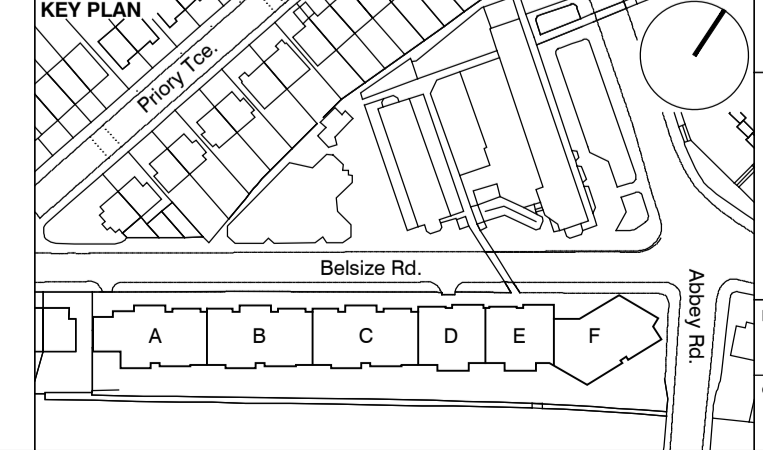 KEY PLAN
Priory Tce.
Belsize Rd.
Abbey Rd.
A B C D E F